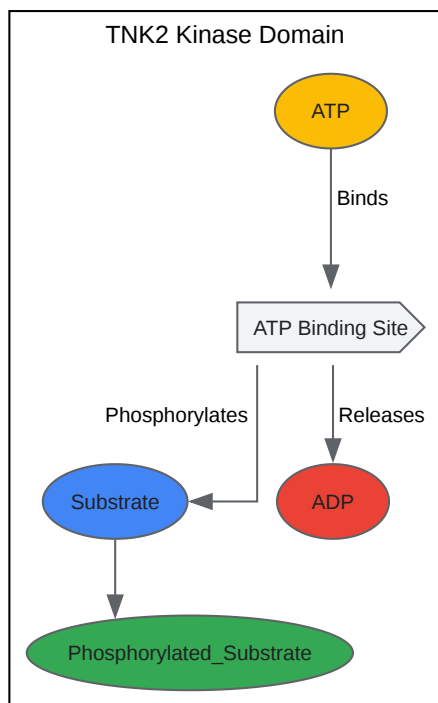 TNK2 Kinase Domain
ATP
Binds
ATP Binding Site
Phosphorylates
Releases
Substrate
ADP
Phosphorylated_Substrate